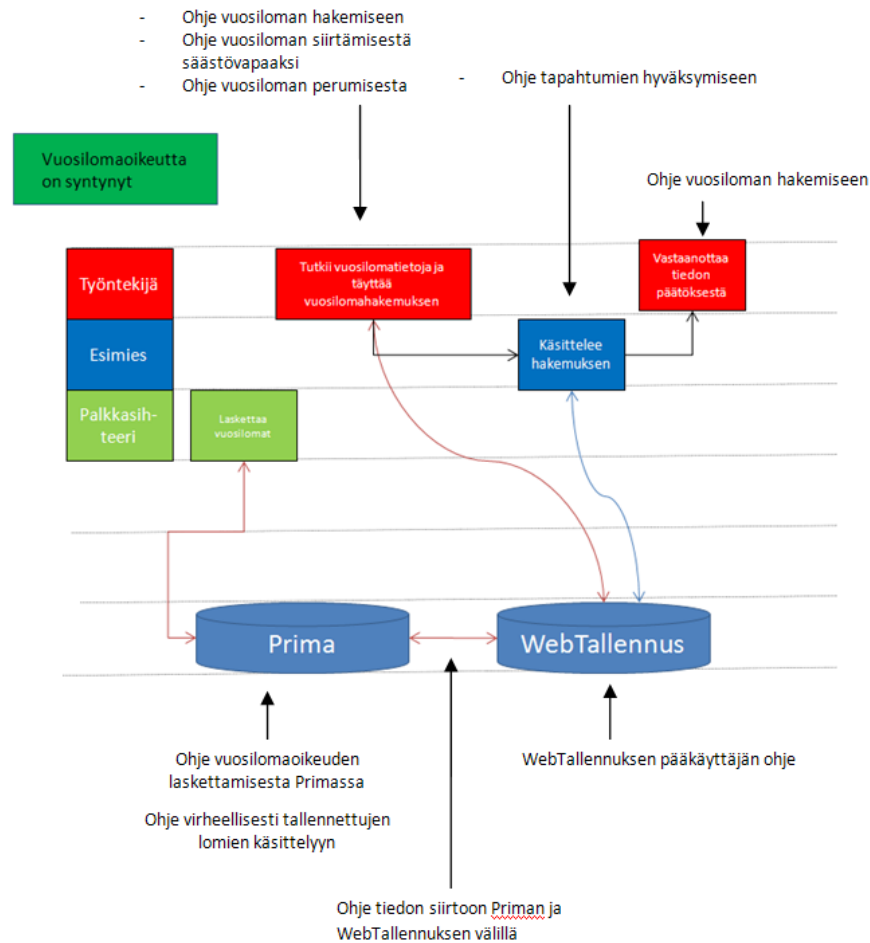 - Ohje vuosiloman hakemiseen
- Ohje vuosiloman siirtämisestä
säästövapaaksi
- Ohje vuosiloman perumisesta
- Ohje tapahtumien hyväksymiseen
Vuosilomaoikeutta
on syntynyt
Ohje vuosiloman hakemiseen
Työntekijä
Tutkii vuosilomatietoja ja
täyttää
vuosilomahakemuksen
Vastaanottaa
tiedon
päätöksestä
Esimies
Käsittelee
hakemuksen
Palkkasih-
teeri
Laskettaa
vuosilomat
Prima
WebTallennus
Ohje vuosilomaoikeuden
laskettamisesta Primassa
WebTallennuksen pääkäyttäjän ohje
Ohje virheellisesti tallennettujen
lomien käsittelyyn
Ohje tiedon siirtoon Priman ja
WebTallennuksen välillä